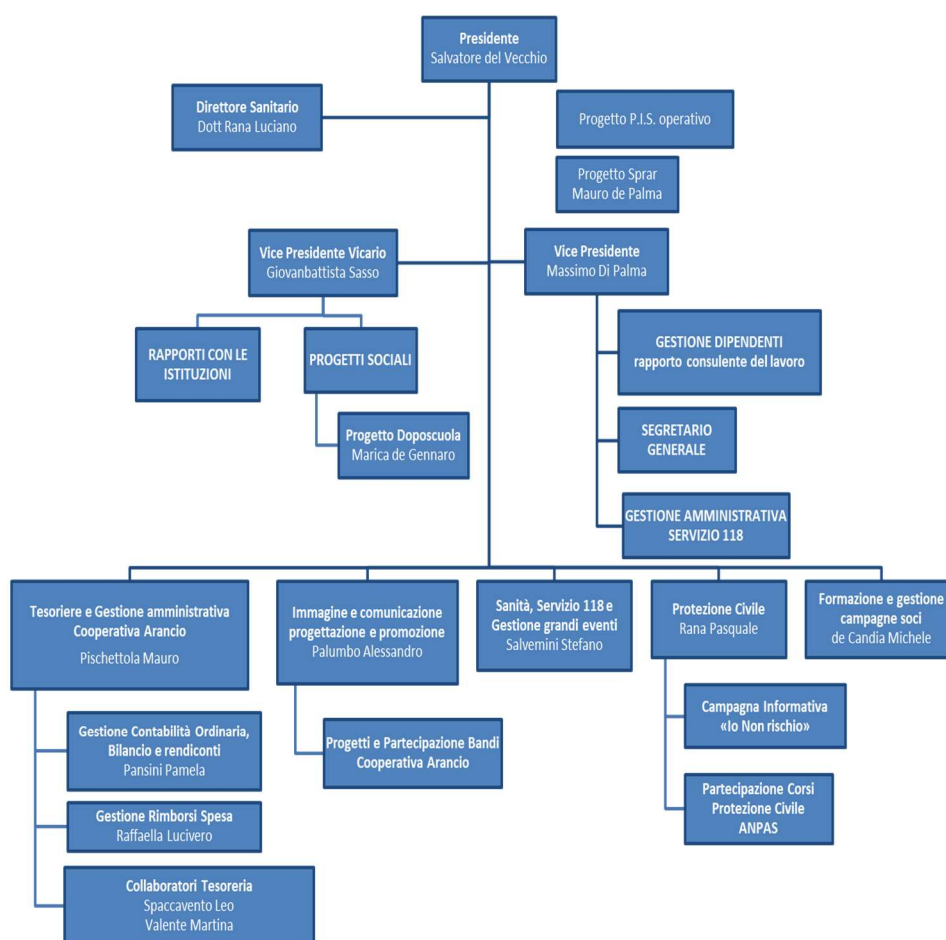 Presidente
Salvatore del Vecchio
Direttore Sanitario
Dott Rana Luciano
Progetto P.I.S. operativo
Progetto Sprar
Mauro de Palma
Vice Presidente Vicario
Giovanbattista Sasso
Vice Presidente
Massimo Di Palma
RAPPORTI CON LE
ISTITUZIONI
PROGETTI SOCIALI
GESTIONE DIPENDENTI
rapporto consulente del lavoro
Progetto Doposcuola
Marica de Gennaro
SEGRETARIO
GENERALE
GESTIONE AMMINISTRATIVA
SERVIZIO 118
Tesoriere e Gestione amministrativa
Cooperativa Arancio
Pischettola Mauro
Immagine e comunicazione
progettazione e promozione
Palumbo Alessandro
Sanità, Servizio 118 e
Gestione grandi eventi
Salvemini Stefano
Protezione Civile
Rana Pasquale
Formazione e gestione
campagne soci
de Candia Michele
Gestione Contabilità Ordinaria,
Bilancio e rendiconti
Pansini Pamela
Progetti e Partecipazione Bandi
Cooperativa Arancio
Campagna Informativa
«Io Non rischio»
Gestione Rimborsi Spesa
Raffaella Lucivero
Partecipazione Corsi
Protezione Civile
ANPAS
Collaboratori Tesoreria
Spaccavento Leo
Valente Martina